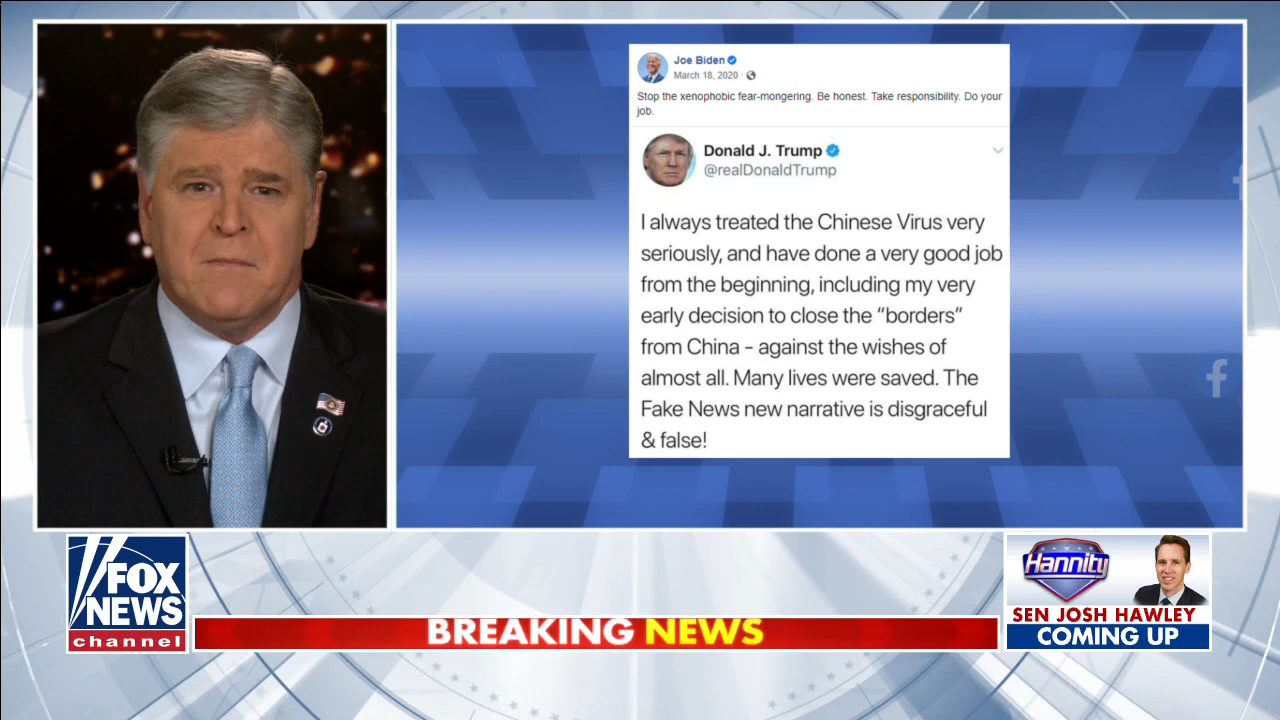 Joe Biden
March 18, 2020 ·
Stop the xenophobic fear-mongering. Be honest. Take responsibility. Do your
job.
Donald J. Trump
@realDonaldTrump
I always treated the Chinese Virus very
seriously, and have done a very good job
from the beginning, including my very
early decision to close the “borders”
from China - against the wishes of
almost all. Many lives were saved. The
Fake News new narrative is disgraceful
& false!
FOX
NEWS
channel
BREAKING NEWS
Hannity
SEN JOSH HAWLEY
COMING UP